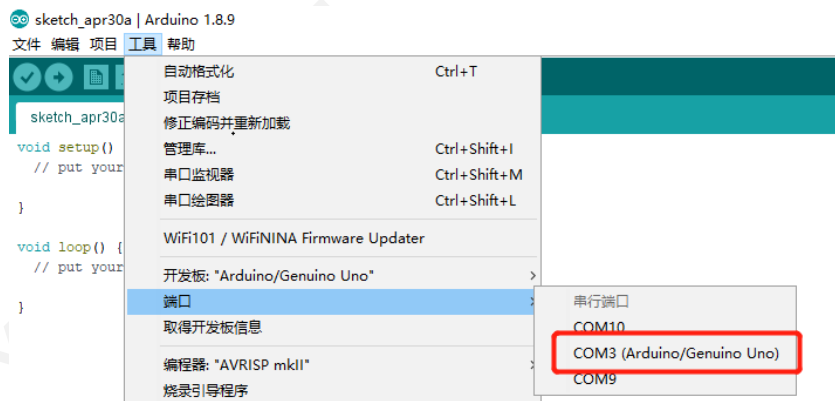 sketch_apr30a | Arduino 1.8.9
文件 编辑 项目 工具 帮助
自动格式化 Ctrl+T
项目存档
sketch_apr30a
修正编码并重新加载
void setup()
管理库... Ctrl+Shift+I
// put your
串口监视器 Ctrl+Shift+M
串口绘图器 Ctrl+Shift+L
}
WiFi101 / WiFiNINA Firmware Updater
void loop() {
// put your
开发板: "Arduino/Genuino Uno"
端口
串行端口
}
取得开发板信息
COM10
COM3 (Arduino/Genuino Uno)
编程器: "AVRISP mkII"
COM9
烧录引导程序